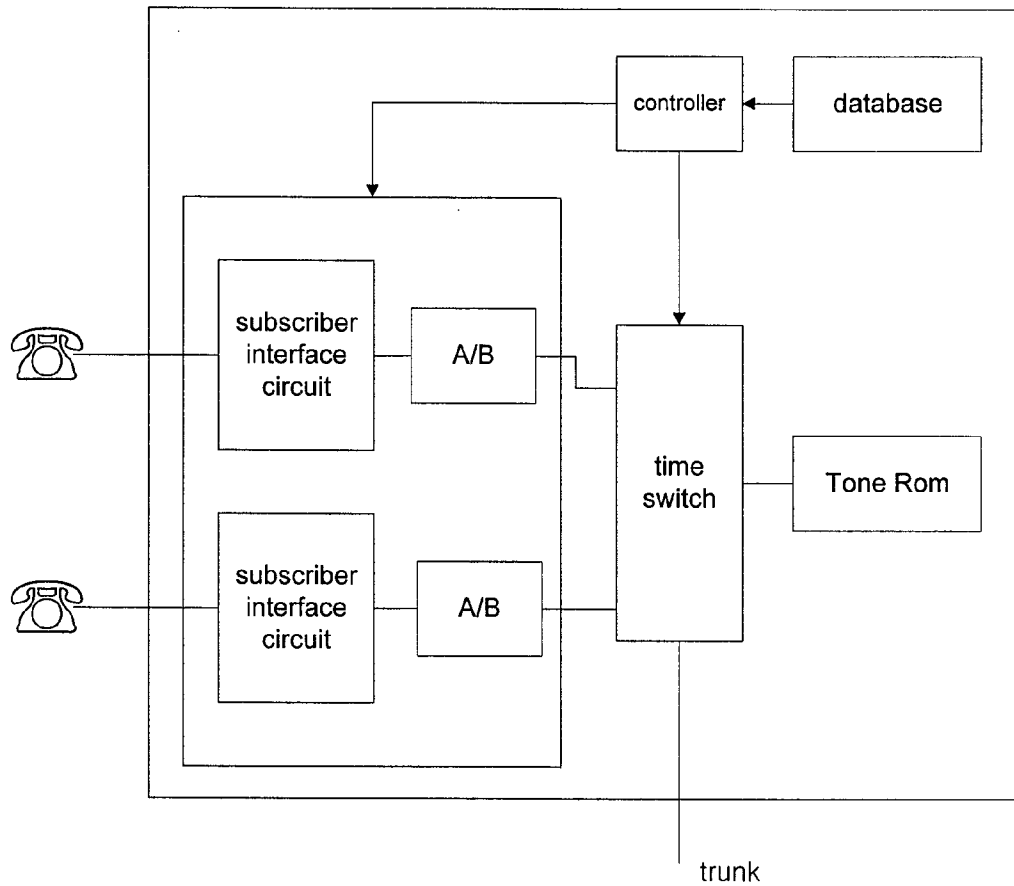 controller
database
subscriber
interface
circuit
A/B
time
switch
Tone Rom
subscriber
interface
circuit
A/B
trunk